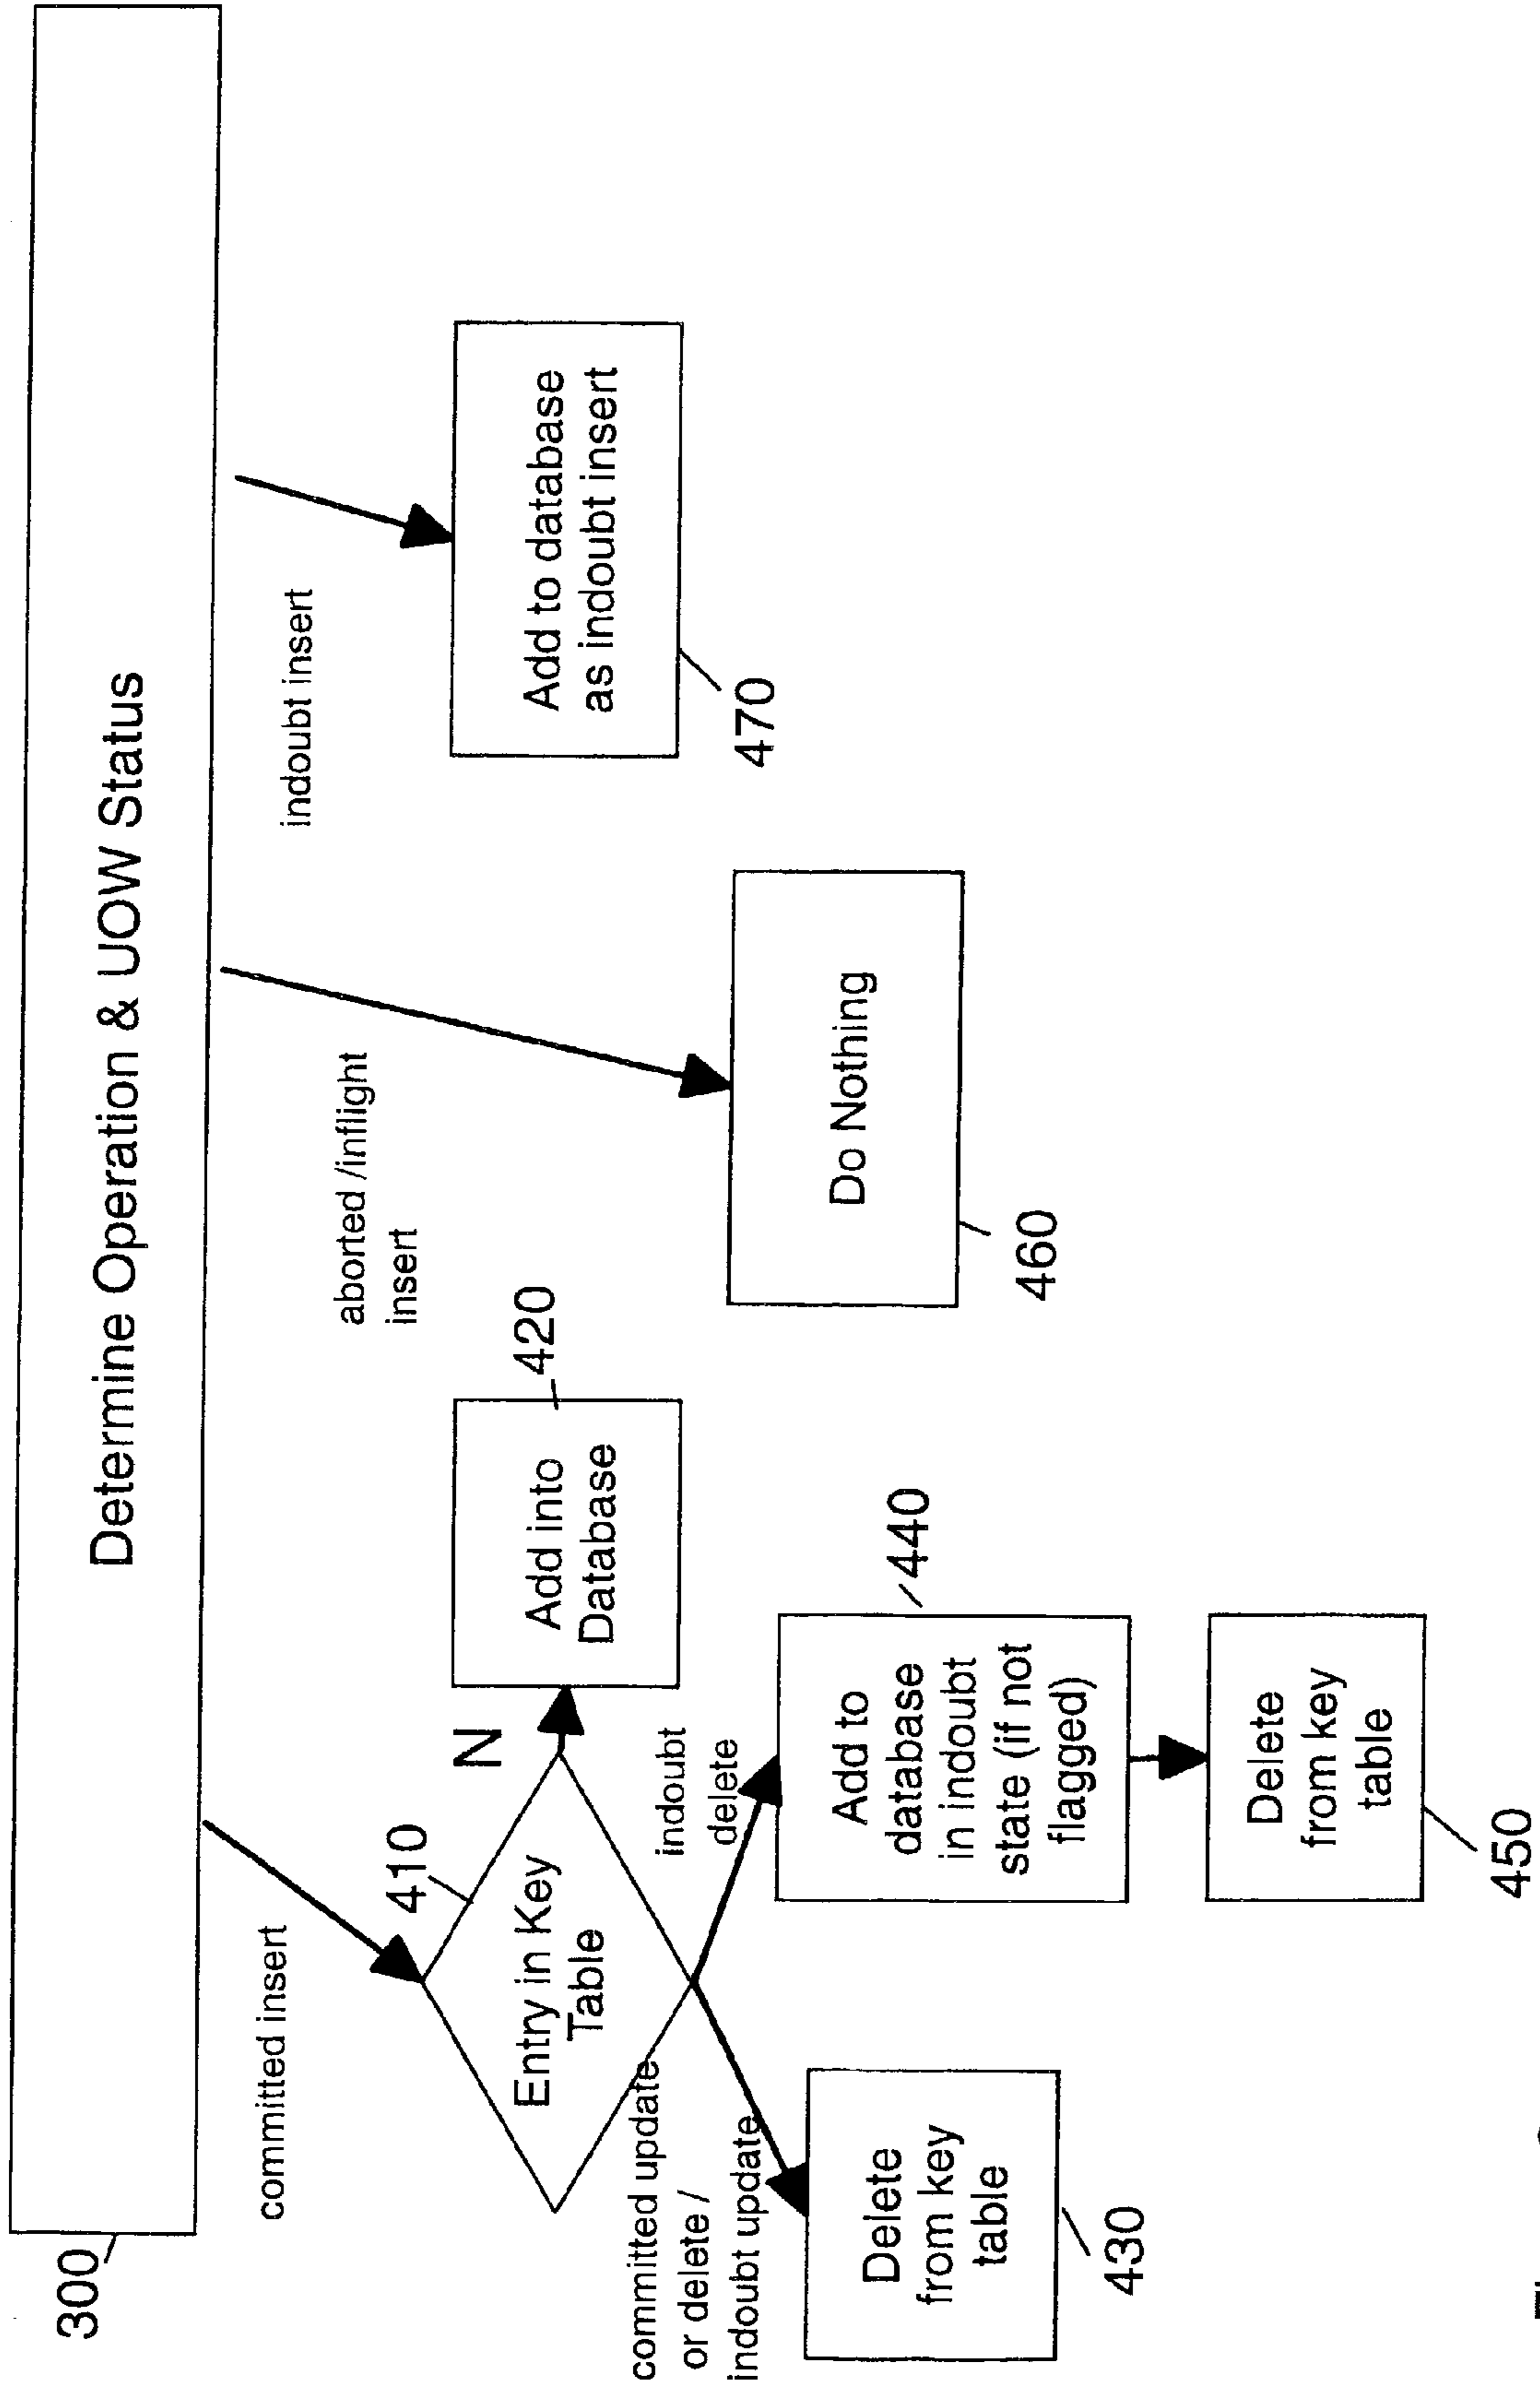 300
Determine Operation & UOW Status
committed insert
aborted /inflight
insert
indoubt insert
410
Entry in Key
Table
N
420
Add into
Database
committed update
or delete /
indoubt update
indoubt
delete
430
Delete
from key
table
440
Add to
database
in indoubt
state (if not
flagged)
450
Delete
from key
table
460
Do Nothing
470
Add to database
as indoubt insert